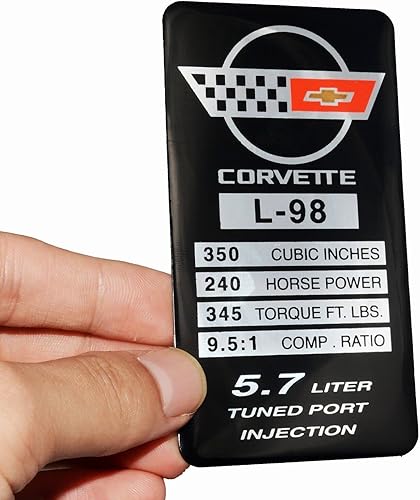 CORVETTE
L-98
350 CUBIC INCHES
240 HORSE POWER
345 TORQUE FT. LBS.
9.5:1 COMP . RATIO
5.7 LITER
TUNED PORT
INJECTION